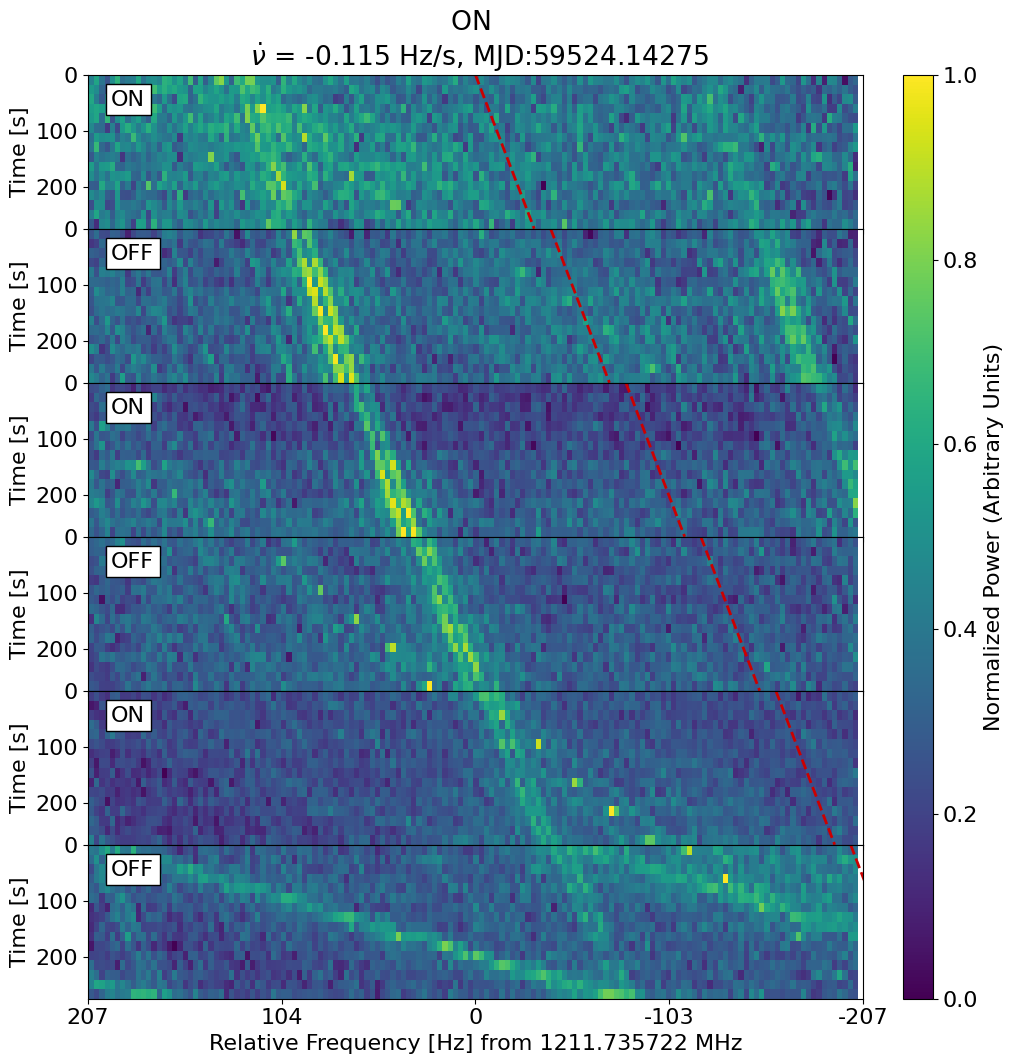 ON
ν̇ = -0.115 Hz/s, MJD:59524.14275
Time [s]
0
100
200
ON
Time [s]
0
100
200
OFF
Time [s]
0
100
200
ON
Time [s]
0
100
200
OFF
Time [s]
0
100
200
ON
Time [s]
0
100
200
OFF
207 104 0 -103 -207
Relative Frequency [Hz] from 1211.735722 MHz
1.0
0.8
0.6
0.4
0.2
0.0
Normalized Power (Arbitrary Units)